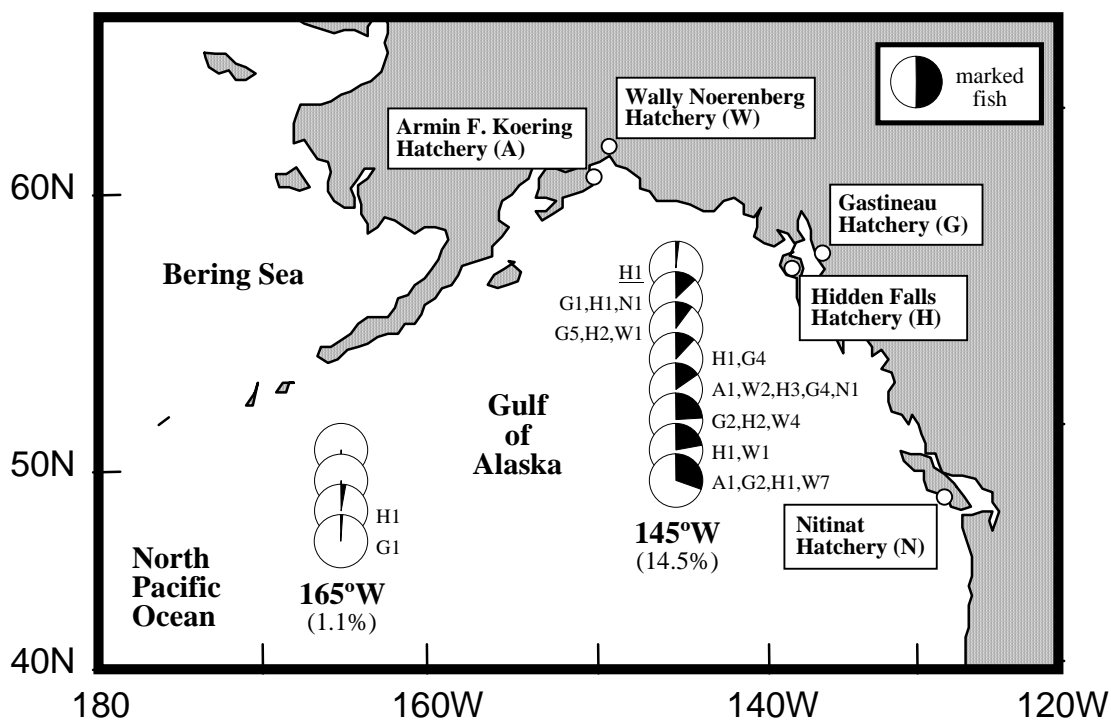 marked
fish
Wally Noerenberg
Hatchery (W)
Armin F. Koering
Hatchery (A)
60N
Gastineau
Hatchery (G)
Bering Sea
H1
Hidden Falls
Hatchery (H)
G1,H1,N1
G5,H2,W1
H1,G4
A1,W2,H3,G4,N1
Gulf
of
Alaska
G2,H2,W4
H1,W1
50N
A1,G2,H1,W7
H1
G1
145ºW
(14.5%)
Nitinat
Hatchery (N)
North
Pacific
Ocean
165ºW
(1.1%)
40N
180
160W
140W
120W